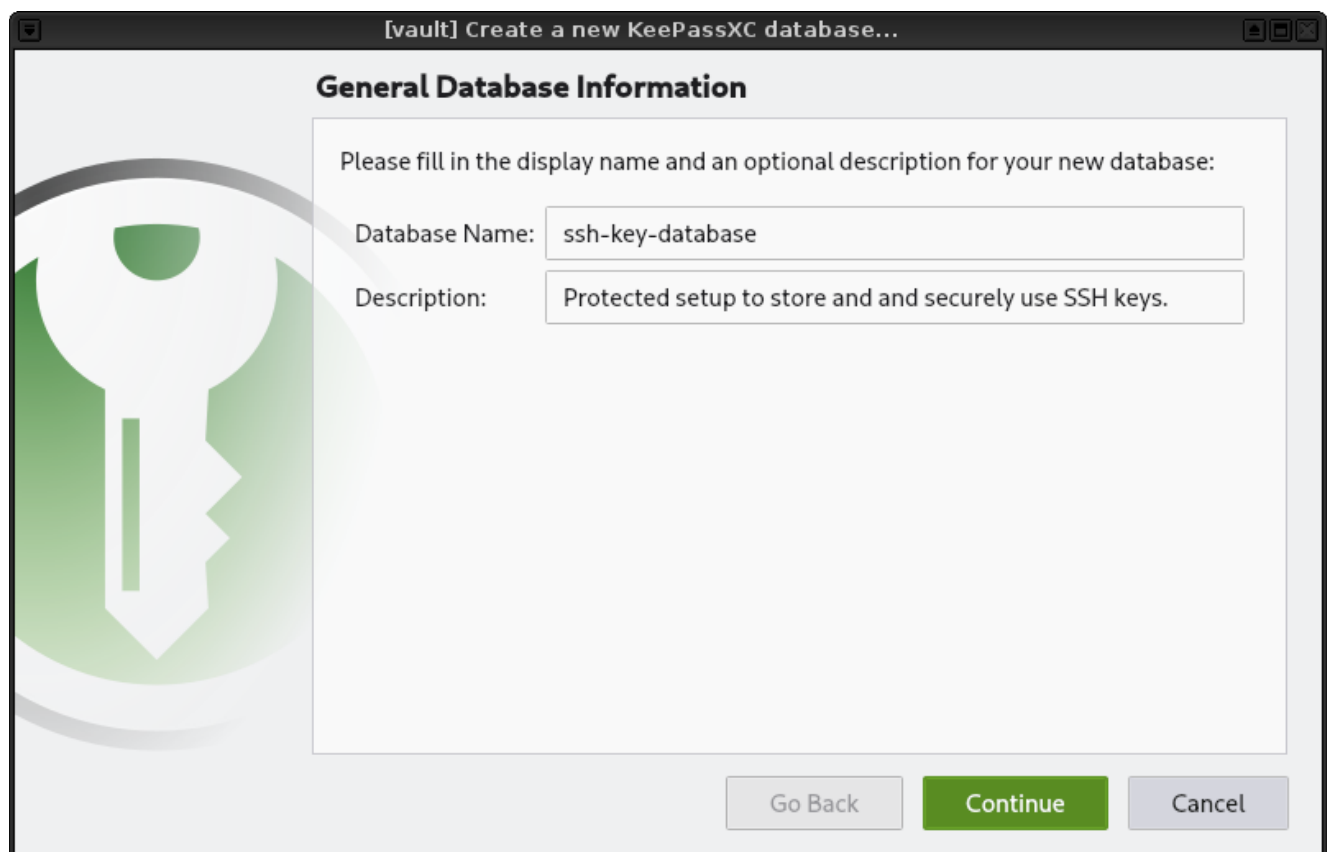 [vault] Create a new KeePassXC database...
General Database Information
Please fill in the display name and an optional description for your new database:
Database Name: ssh-key-database
Description: Protected setup to store and and securely use SSH keys.
Go Back Continue Cancel